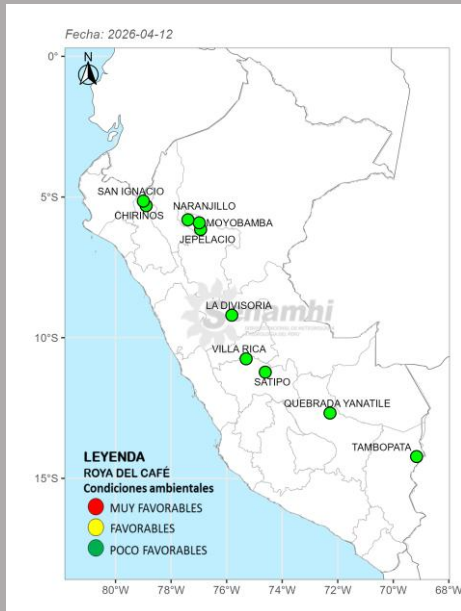 Fecha: 2026-04-12
0°
N
SAN IGNACIO
5°S
NARANJILLO
CHIRINOS
MOYOBAMBA
JEPELACIO
LA DIVISORIA
Senamhi
10°S
VILLA RICA
SATIPO
QUEBRADA YANATILE
TAMBOPATA
LEYENDA
ROYA DEL CAFÉ
Condiciones ambientales
MUY FAVORABLES
FAVORABLES
POCO FAVORABLES
15°S
80°W 78°W 76°W 74°W 72°W 70°W 68°W